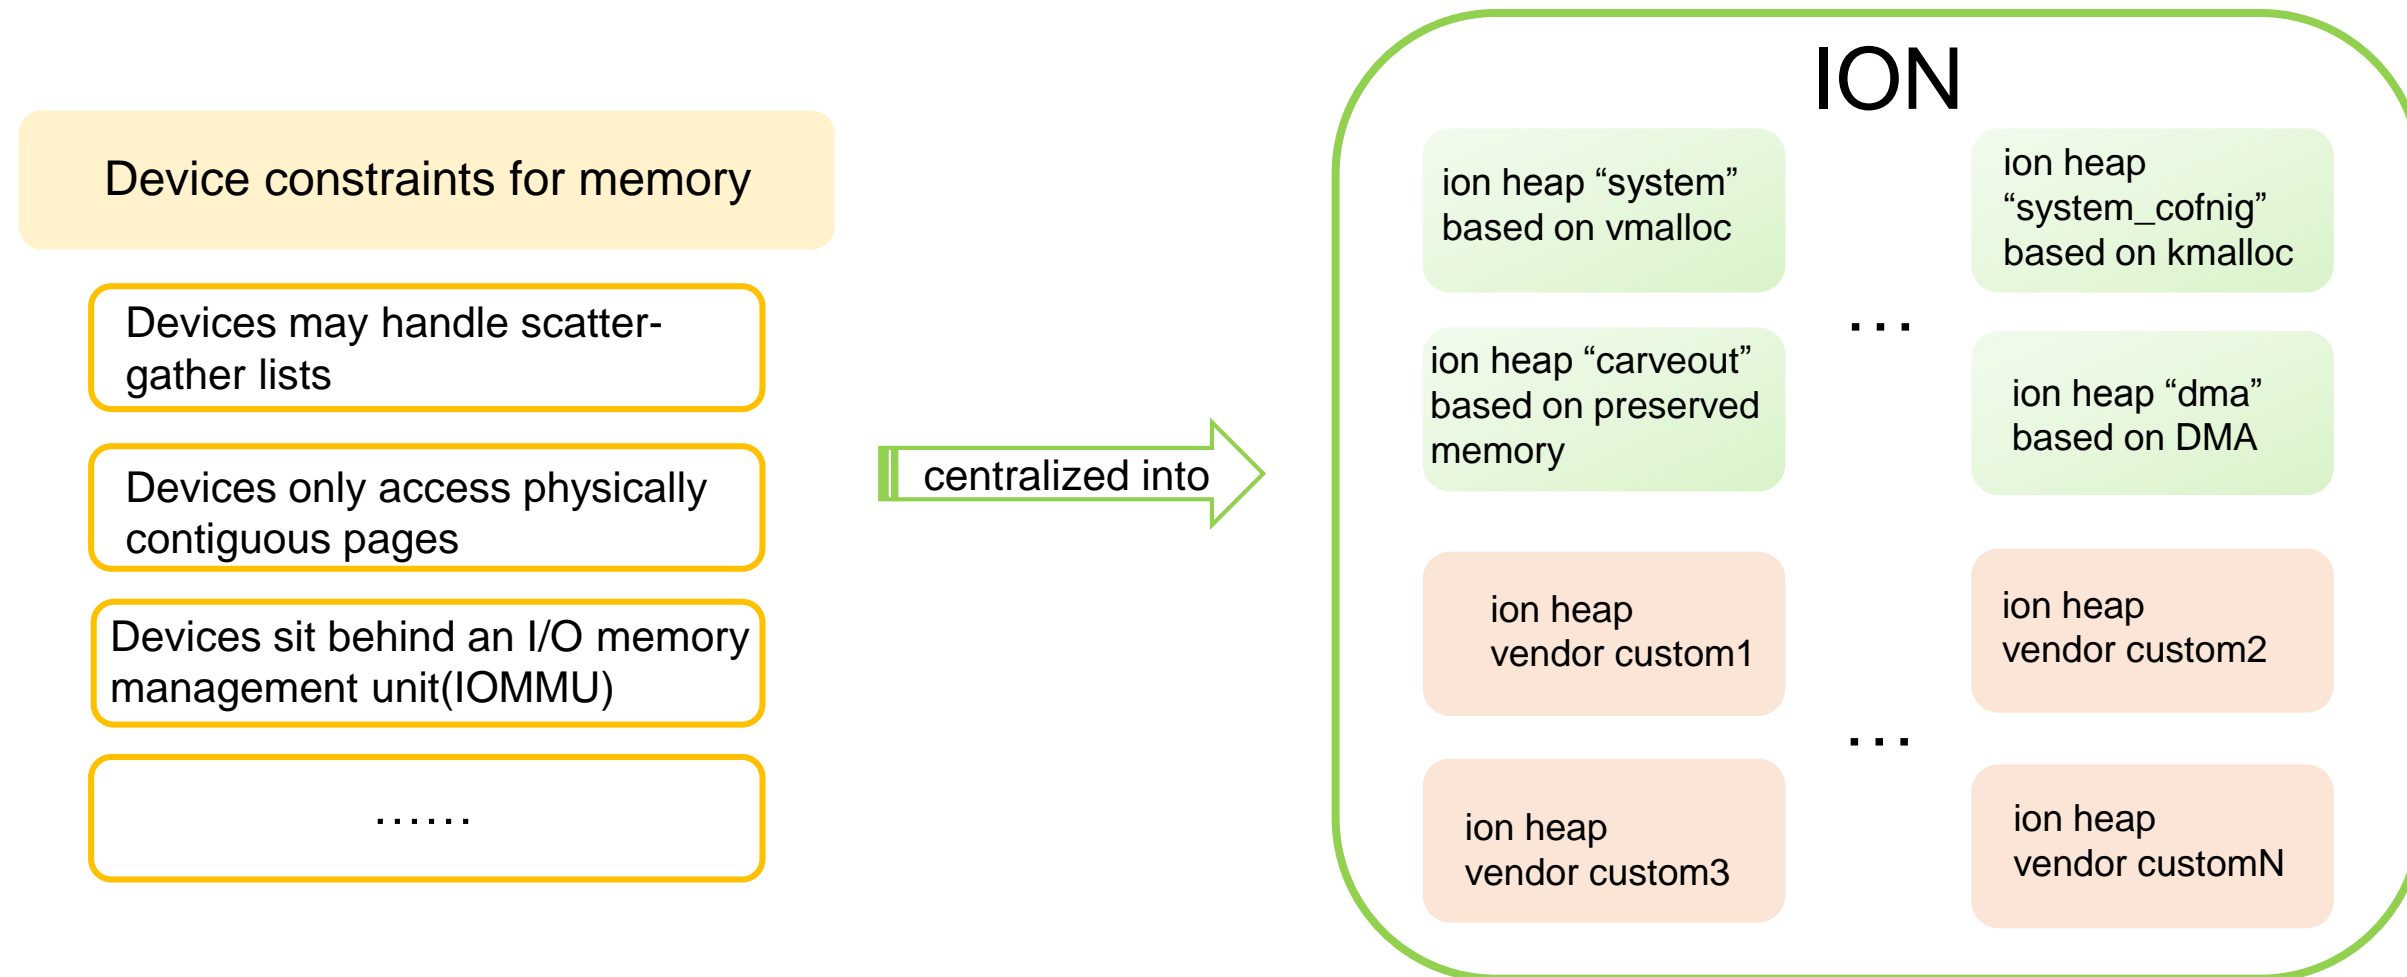 Device constraints for memory
Devices may handle scatter-
gather lists
Devices only access physically
contiguous pages
Devices sit behind an I/O memory
management unit(IOMMU)
……
centralized into
ION
ion heap “system”
based on vmalloc
ion heap
“system_cofnig”
based on kmalloc
…
ion heap “carveout”
based on preserved
memory
ion heap “dma”
based on DMA
ion heap
vendor custom1
ion heap
vendor custom2
…
ion heap
vendor custom3
ion heap
vendor customN